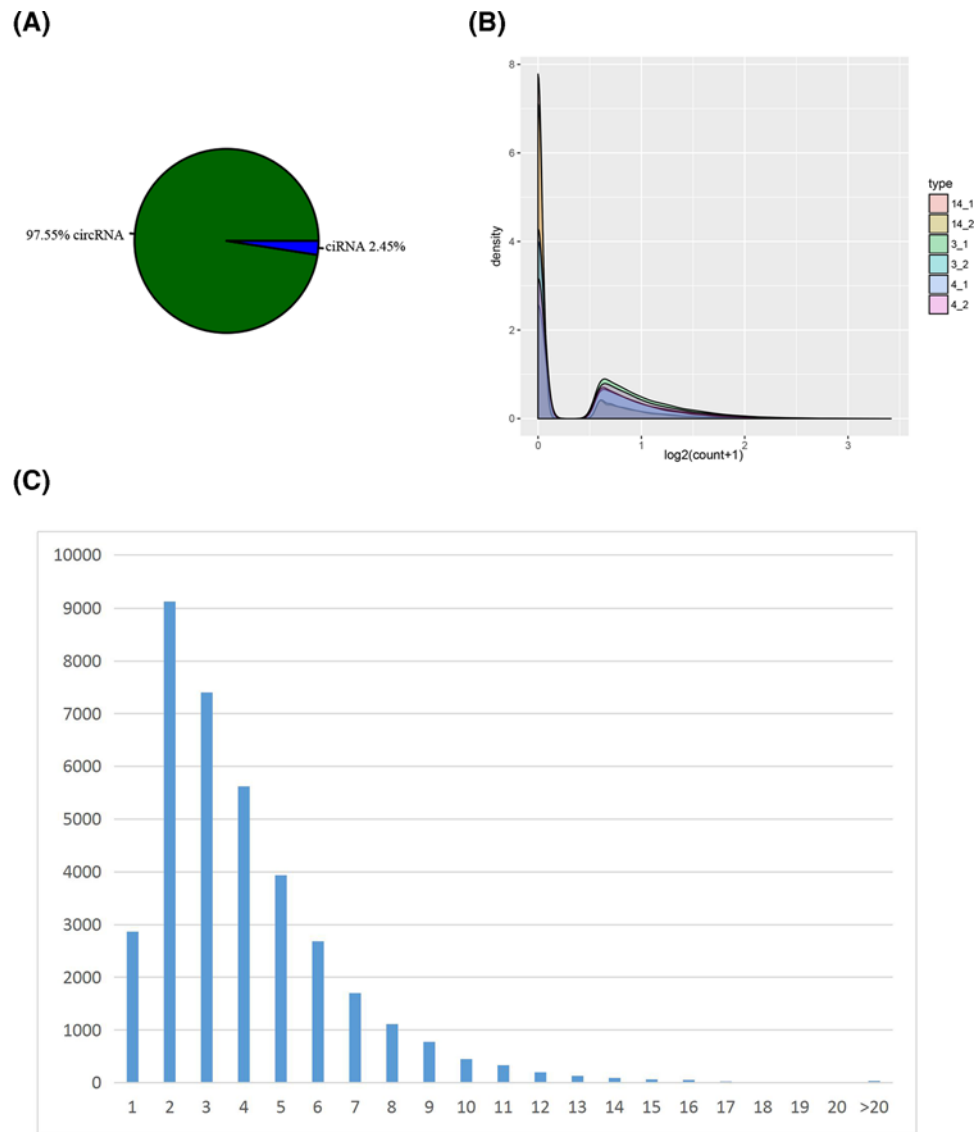 (A)
97.55% circRNA
ciRNA 2.45%
(B)
8
6
4
2
0
density
0 1 2 3
log2(count+1)
type
14_1
14_2
3_1
3_2
4_1
4_2
(C)
10000
9000
8000
7000
6000
5000
4000
3000
2000
1000
0
1 2 3 4 5 6 7 8 9 10 11 12 13 14 15 16 17 18 19 20 >20